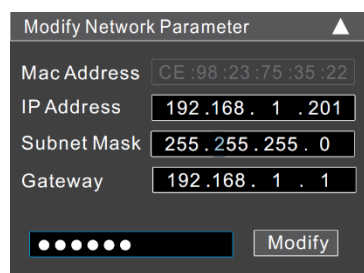 Modify Network Parameter
Mac Address CE:98:23:75:35:22
IP Address 192.168. 1 .201
Subnet Mask 255.255.255. 0
Gateway 192.168. 1 . 1
●●●●●● Modify